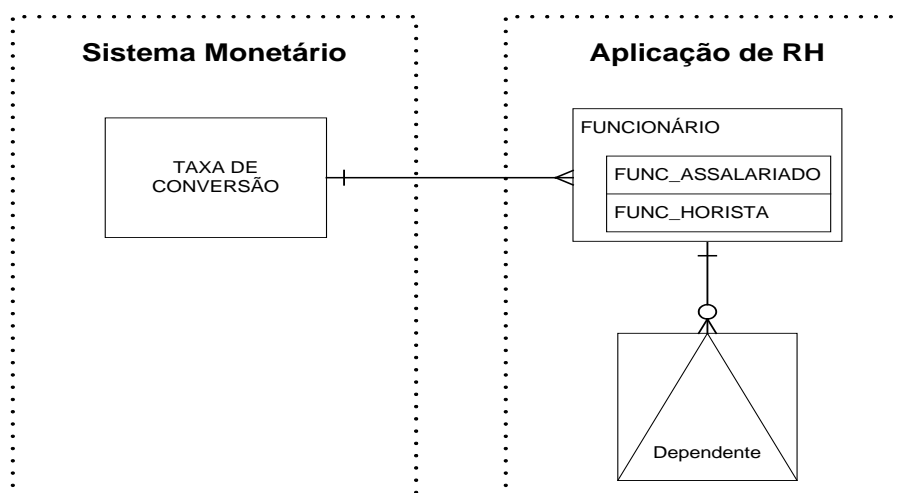 Sistema Monetário
Aplicação de RH
TAXA DE
CONVERSÃO
FUNCIONÁRIO
FUNC_ASSALARIADO
FUNC_HORISTA
Dependente